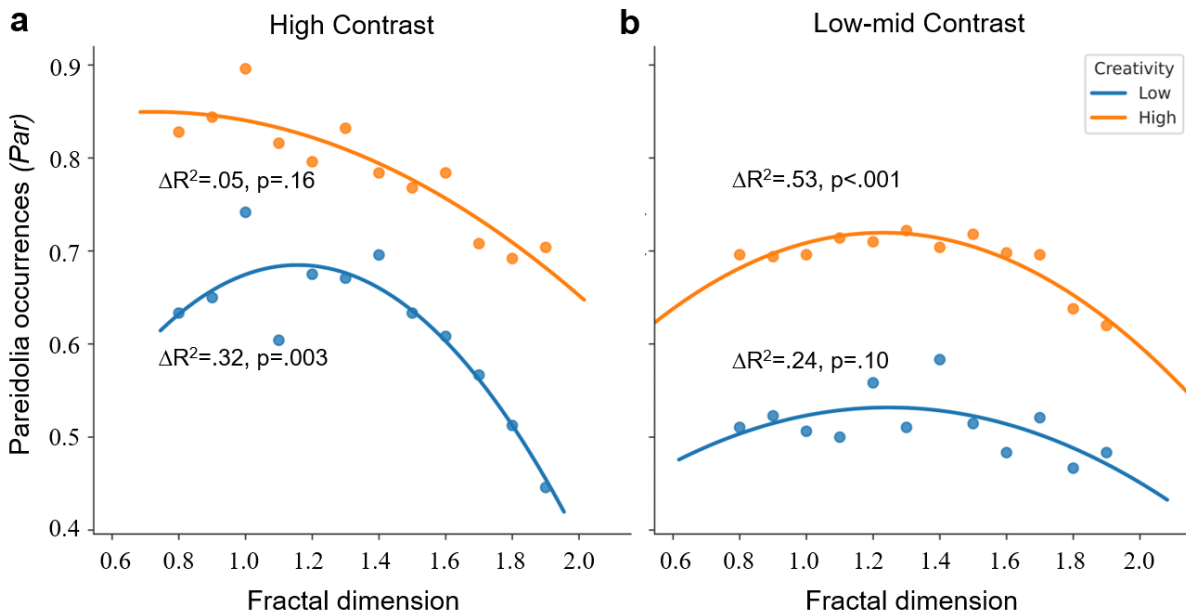 a
High Contrast
b
Low-mid Contrast
Pareidolia occurrences (Par)
0.9
0.8
0.7
0.6
0.5
0.4
ΔR²=.05, p=.16
ΔR²=.32, p=.003
0.6 0.8 1.0 1.2 1.4 1.6 1.8 2.0
Fractal dimension
Creativity
Low
High
ΔR²=.53, p<.001
ΔR²=.24, p=.10
0.6 0.8 1.0 1.2 1.4 1.6 1.8 2.0
Fractal dimension